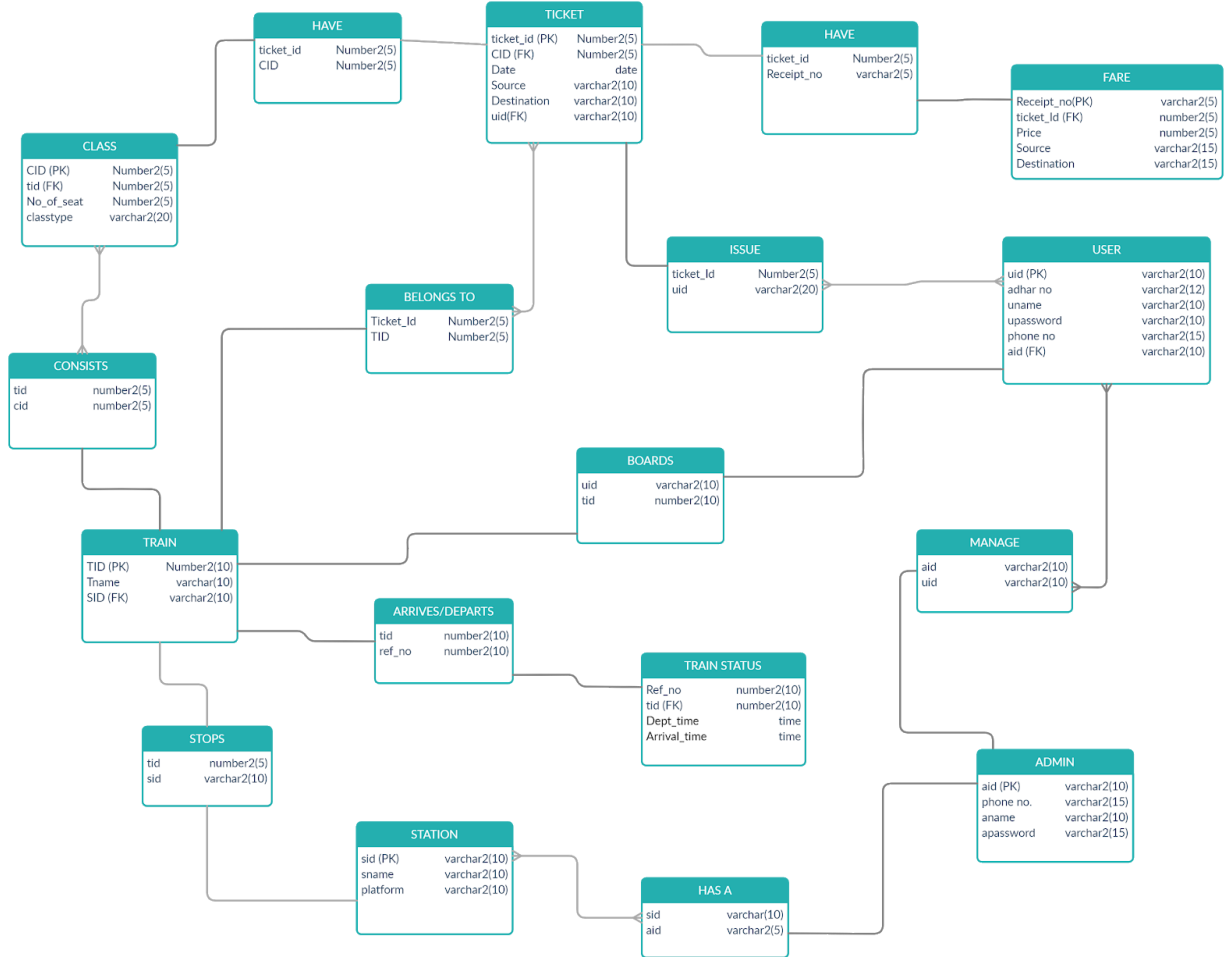 HAVE
ticket_id Number2(5)
CID Number2(5)
TICKET
ticket_id (PK) Number2(5)
CID (FK) Number2(5)
Date date
Source varchar2(10)
Destination varchar2(10)
uid(FK) varchar2(10)
HAVE
ticket_id Number2(5)
Receipt_no varchar2(5)
FARE
Receipt_no(PK) varchar2(5)
ticket_Id (FK) number2(5)
Price number2(5)
Source varchar2(15)
Destination varchar2(15)
CLASS
CID (PK) Number2(5)
tid (FK) Number2(5)
No_of_seat Number2(5)
classtype varchar2(20)
ISSUE
ticket_Id Number2(5)
uid varchar2(20)
USER
uid (PK) varchar2(10)
adhar no varchar2(12)
uname varchar2(10)
upassword varchar2(10)
phone no varchar2(15)
aid (FK) varchar2(10)
BELONGS TO
Ticket_Id Number2(5)
TID Number2(5)
CONSISTS
tid number2(5)
cid number2(5)
BOARDS
uid varchar2(10)
tid number2(10)
TRAIN
TID (PK) Number2(10)
Tname varchar(10)
SID (FK) varchar2(10)
MANAGE
aid varchar2(10)
uid varchar2(10)
ARRIVES/DEPARTS
tid number2(10)
ref_no number2(10)
TRAIN STATUS
Ref_no number2(10)
tid (FK) number2(10)
Dept_time time
Arrival_time time
STOPS
tid number2(5)
sid varchar2(10)
ADMIN
aid (PK) varchar2(10)
phone no. varchar2(15)
aname varchar2(10)
apassword varchar2(15)
STATION
sid (PK) varchar2(10)
sname varchar2(10)
platform varchar2(10)
HAS A
sid varchar(10)
aid varchar2(5)